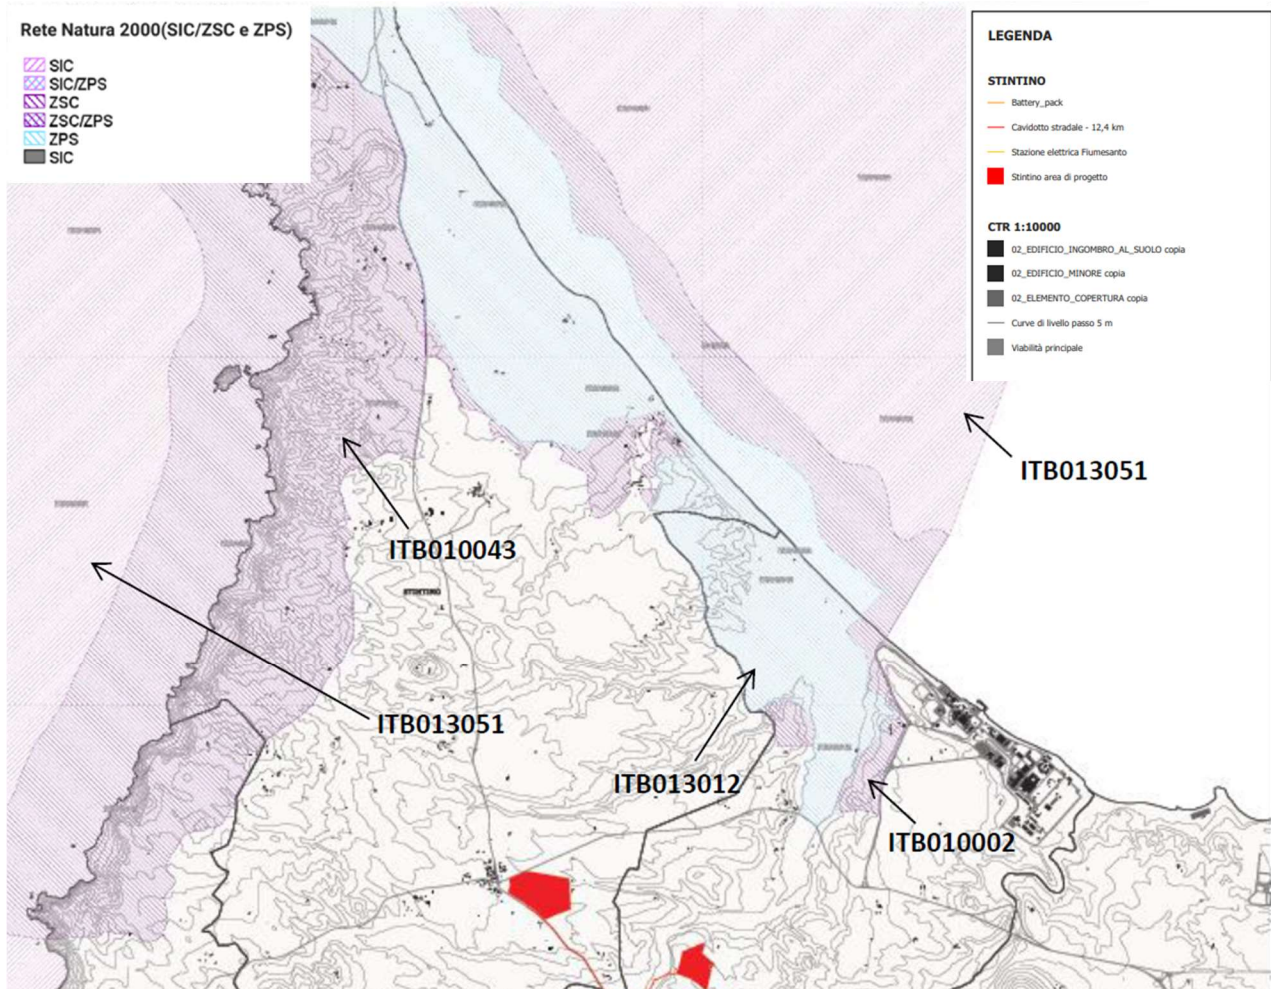 Rete Natura 2000(SIC/ZSC e ZPS)
SIC
SIC/ZPS
ZSC
ZSC/ZPS
ZPS
SIC
LEGENDA
STINTINO
Battery_pack
Cavidotto stradale - 12,4 km
Stazione elettrica Fiumesanto
Stintino area di progetto
CTR 1:10000
02_EDIFICIO_INGOMBRO_AL_SUOLO copia
02_EDIFICIO_MINORE copia
02_ELEMENTO_COPERTURA copia
Curve di livello passo 5 m
Viabilità principale
ITB013051
ITB010043
STINTINO
ITB013051
ITB013012
ITB010002